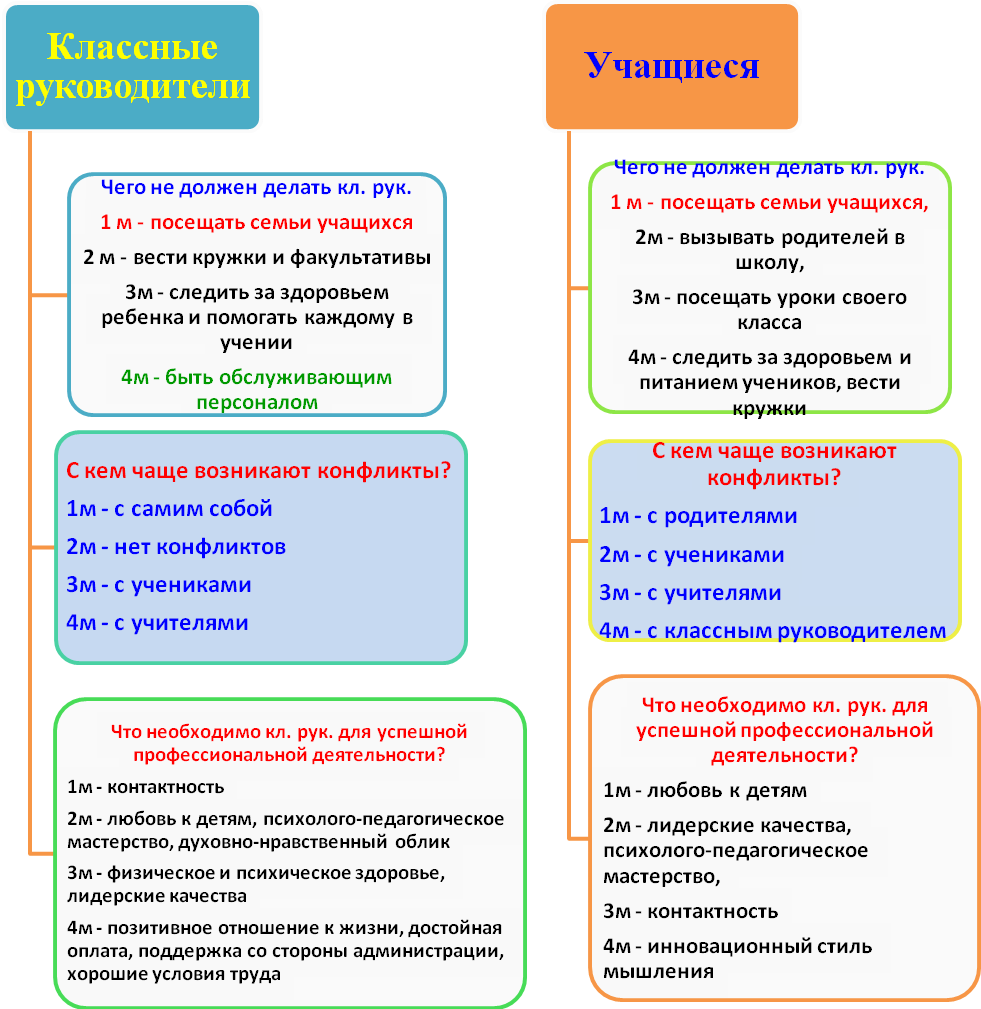 Классные
руководители
Чего не должен делать кл. рук.
1 м - посещать семьи учащихся
2 м - вести кружки и факультативы
3м - следить за здоровьем
ребенка и помогать каждому в
учении
4м - быть обслуживающим
персоналом
С кем чаще возникают конфликты?
1м - с самим собой
2м - нет конфликтов
3м - с учениками
4м - с учителями
Что необходимо кл. рук. для успешной
профессиональной деятельности?
1м - контактность
2м - любовь к детям, психолого-педагогическое
мастерство, духовно-нравственный облик
3м - физическое и психическое здоровье,
лидерские качества
4м - позитивное отношение к жизни, достойная
оплата, поддержка со стороны администрации,
хорошие условия труда
Учащиеся
Чего не должен делать кл. рук.
1 м - посещать семьи учащихся,
2м - вызывать родителей в
школу,
3м - посещать уроки своего
класса
4м - следить за здоровьем и
питанием учеников, вести
кружки
С кем чаще возникают
конфликты?
1м - с родителями
2м - с учениками
3м - с учителями
4м - с классным руководителем
Что необходимо кл. рук. для
успешной профессиональной
деятельности?
1м - любовь к детям
2м - лидерские качества,
психолого-педагогическое
мастерство,
3м - контактность
4м - инновационный стиль
мышления